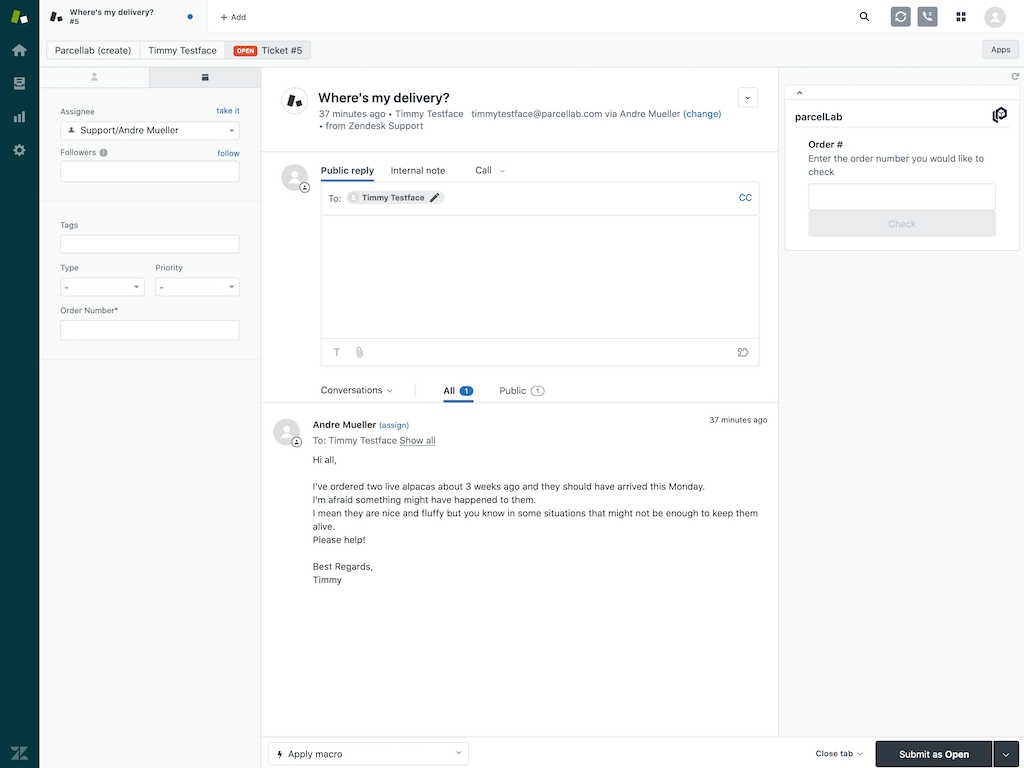 Where's my delivery?
#5
+ Add
Parcellab (create)
Timmy Testface
OPEN Ticket #5
Apps
Assignee
take it
Support/Andre Mueller
Followers
follow
Tags
Type
Priority
-
-
Order Number*
Where's my delivery?
37 minutes ago • Timmy Testface timmytestface@parcellab.com via Andre Mueller (change)
• from Zendesk Support
Public reply
Internal note
Call
To: Timmy Testface
CC
T
Conversations
All 1
Public 1
Andre Mueller (assign)
37 minutes ago
To: Timmy Testface Show all
Hi all,
I've ordered two live alpacas about 3 weeks ago and they should have arrived this Monday.
I'm afraid something might have happened to them.
I mean they are nice and fluffy but you know in some situations that might not be enough to keep them
alive.
Please help!
Best Regards,
Timmy
parcelLab
Order #
Enter the order number you would like to
check
Check
Apply macro
Close tab
Submit as Open